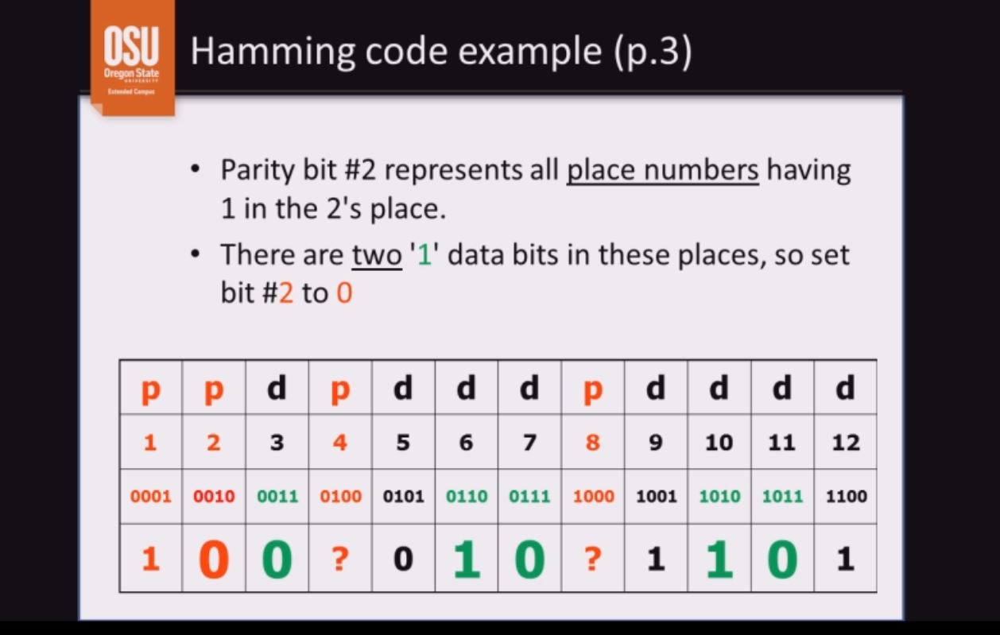 OSU
Oregon State
UNIVERSITY
Extended Campus
Hamming code example (p.3)
• Parity bit #2 represents all place numbers having
1 in the 2's place.
• There are two '1' data bits in these places, so set
bit #2 to 0
p p d p d d d p d d d d
1 2 3 4 5 6 7 8 9 10 11 12
0001 0010 0011 0100 0101 0110 0111 1000 1001 1010 1011 1100
1 0 0 ? 0 1 0 ? 1 1 0 1